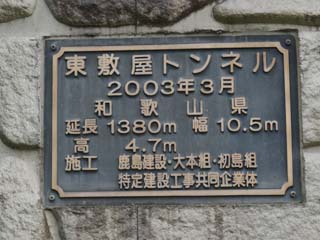 東敷屋トンネル
2003年3月
和歌山県
延長 1380m 幅 10.5m
高 4.7m
施工 鹿島建設・大本組・初島組
特定建設工事共同企業体